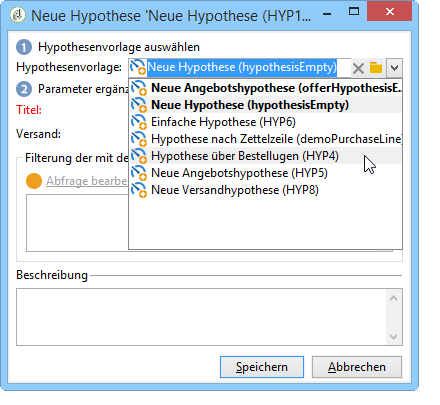 Neue Hypothese 'Neue Hypothese (HYP1...
1 Hypothesenvorlage auswählen
Hypothesenvorlage: Neue Hypothese (hypothesisEmpty)
2 Parameter ergänz
Neue Angebotshypothese (offerHypothesisE...
Neue Hypothese (hypothesisEmpty)
Titel:
Einfache Hypothese (HYP6)
Versand:
Hypothese nach Zettelzeile (demoPurchaseLine)
Filterung der mit de
Hypothese über Bestellugen (HYP4)
Abfrage bearbe
Neue Angebotshypothese (HYP5)
Neue Versandhypothese (HYP8)
Beschreibung
Speichern Abbrechen